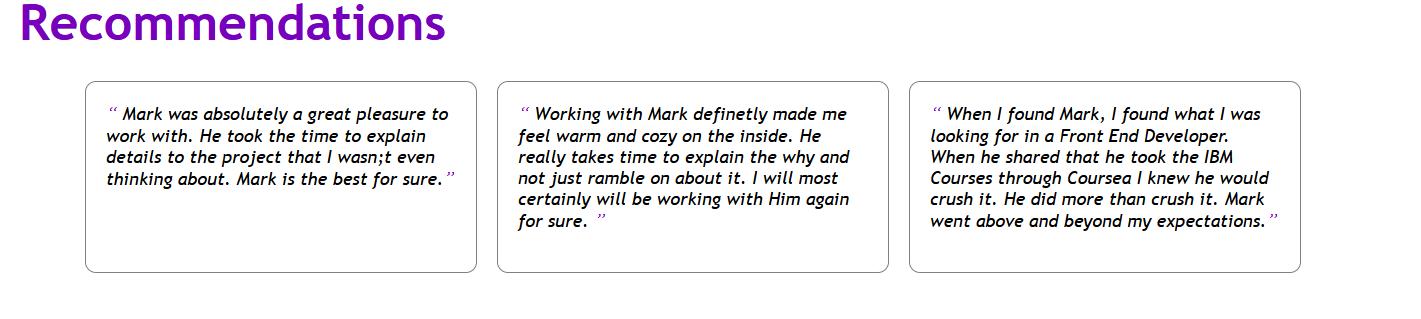 Recommendations
“ Mark was absolutely a great pleasure to
work with. He took the time to explain
details to the project that I wasn;t even
thinking about. Mark is the best for sure.”
“ Working with Mark definetly made me
feel warm and cozy on the inside. He
really takes time to explain the why and
not just ramble on about it. I will most
certainly will be working with Him again
for sure. ”
“ When I found Mark, I found what I was
looking for in a Front End Developer.
When he shared that he took the IBM
Courses through Coursea I knew he would
crush it. He did more than crush it. Mark
went above and beyond my expectations.”